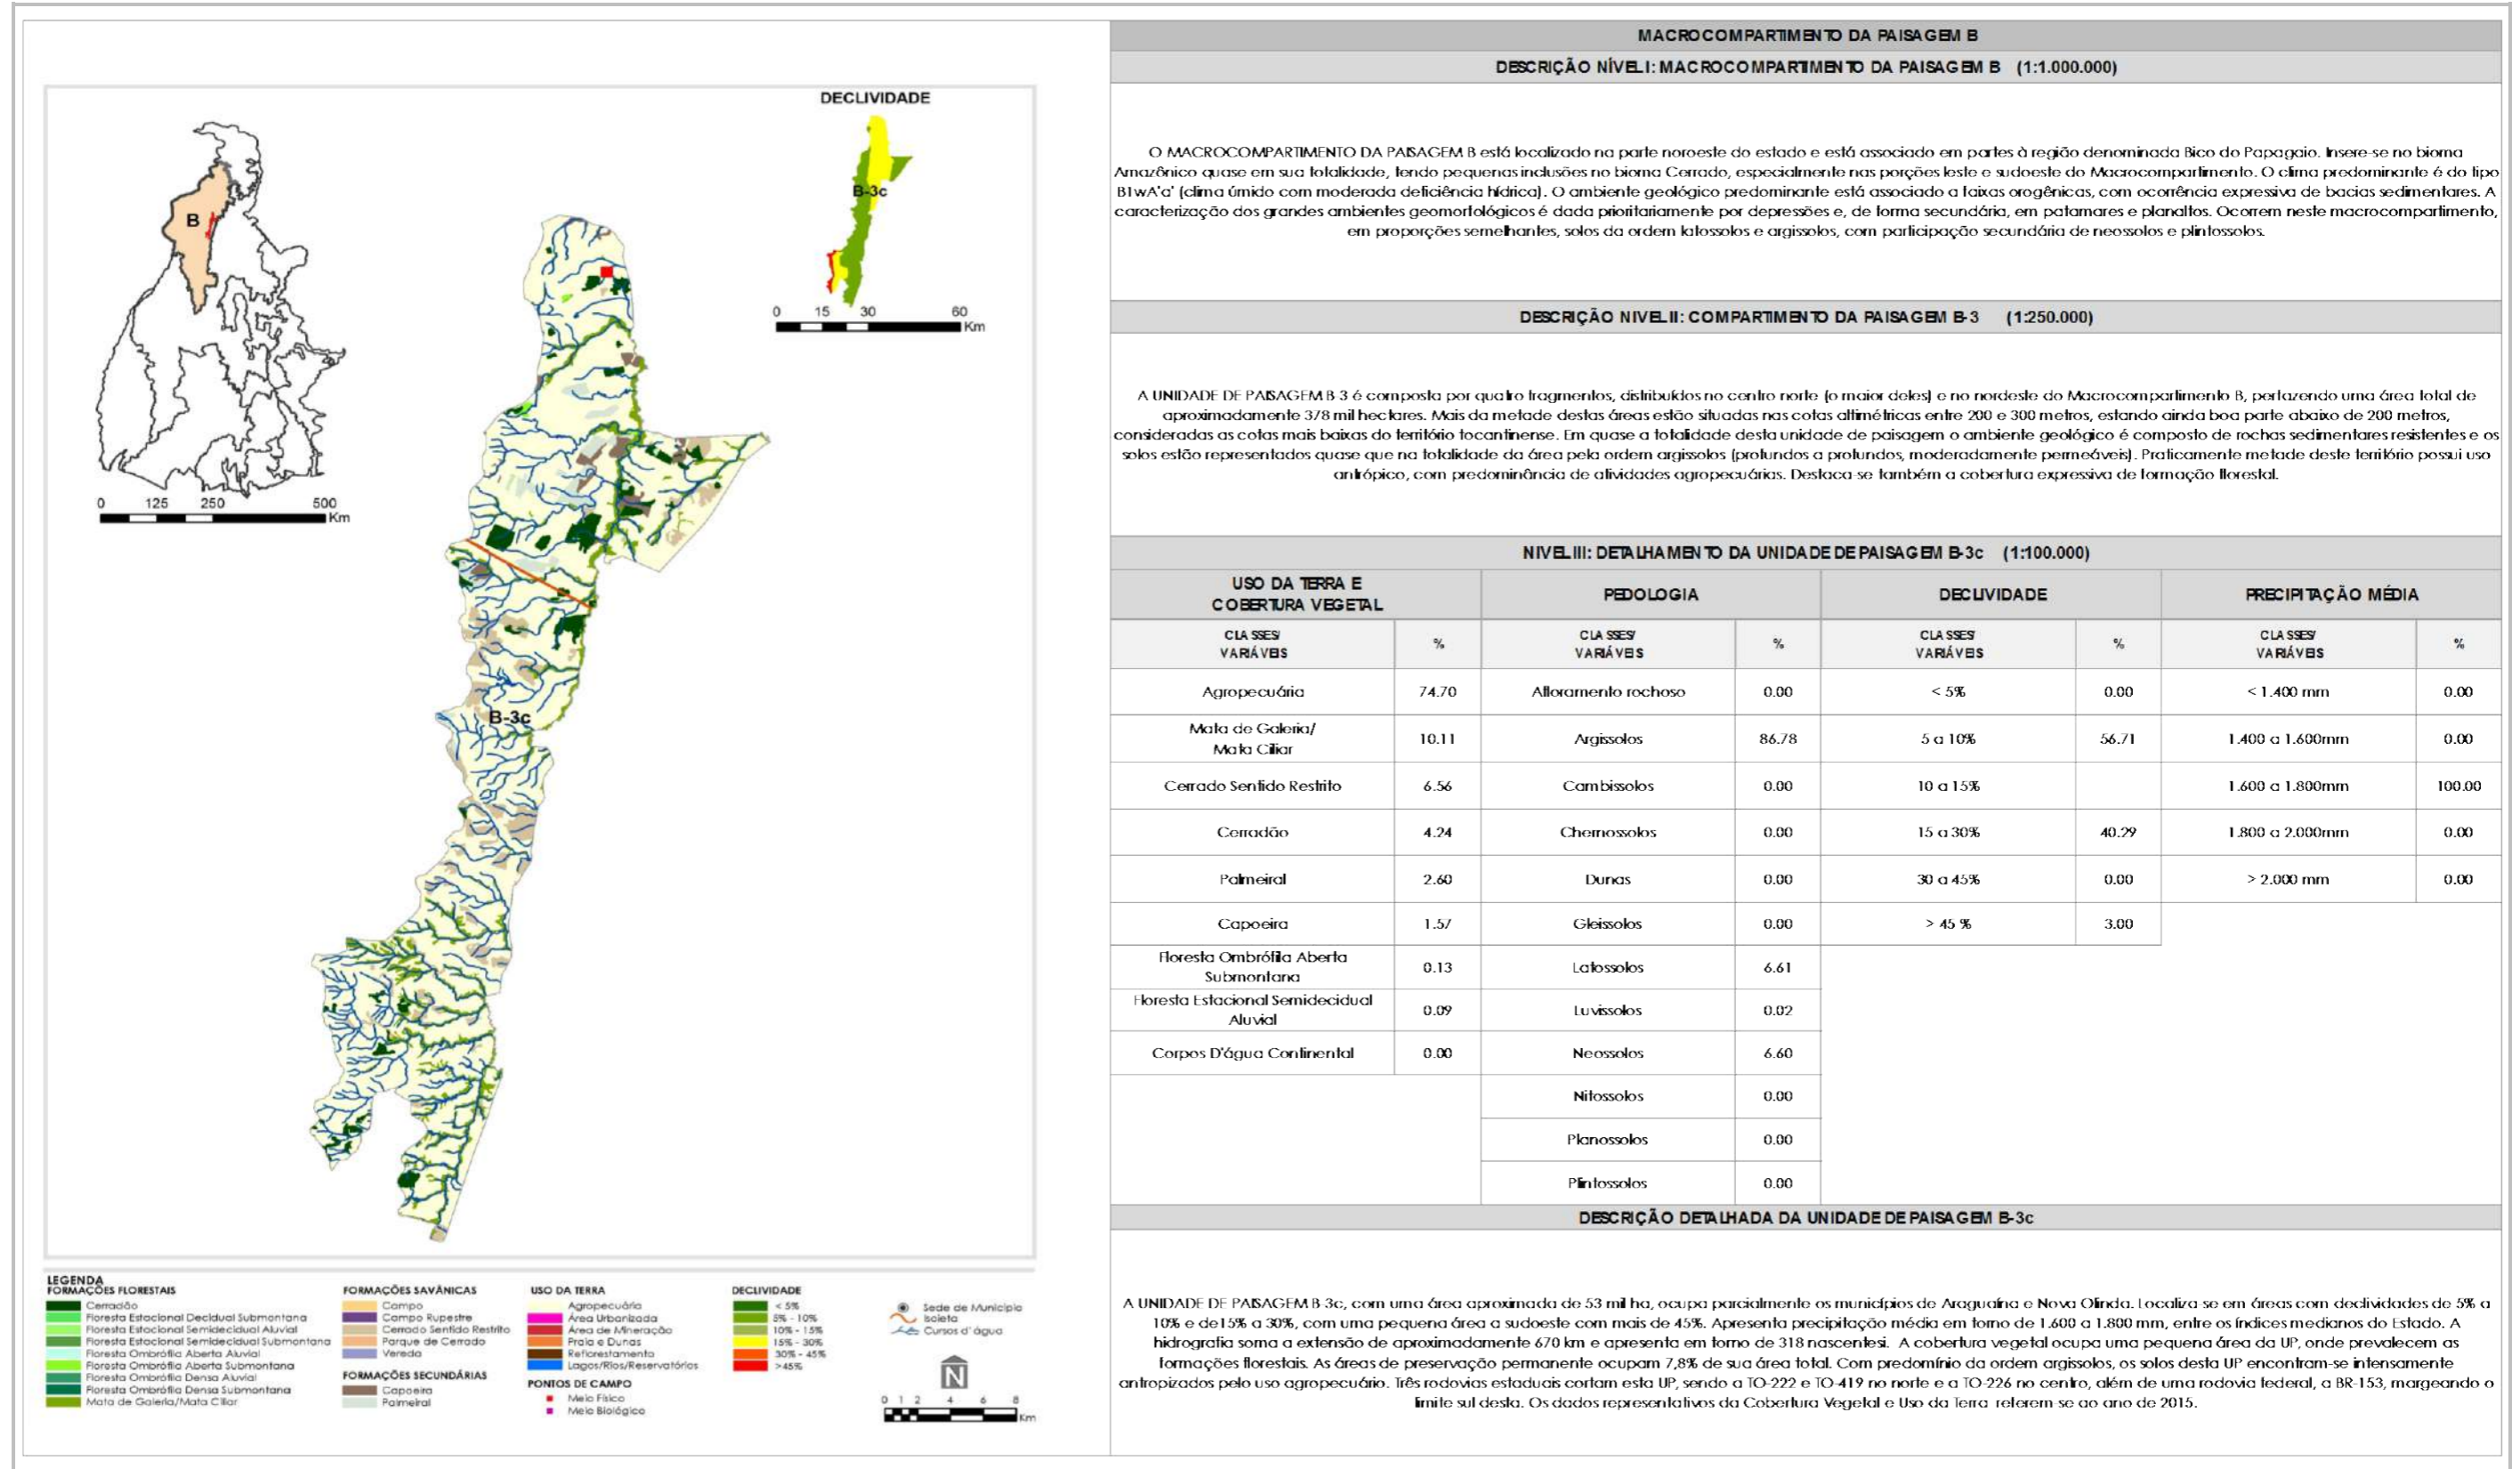 DECLIVIDADE
B-3c
0 15 30 60
Km
B
0 125 250 500
Km
B-3c
LEGENDA
FORMAÇÕES FLORESTAIS
Cerradão
Floresta Estacional Decidual Submontana
Floresta Estacional Semidecidual Aluvial
Floresta Estacional Semidecidual Submontana
Floresta Ombrófila Aberta Aluvial
Floresta Ombrófila Aberta Submontana
Floresta Ombrófila Densa Aluvial
Floresta Ombrófila Densa Submontana
Mata de Galeria/Mata Ciliar
FORMAÇÕES SAVÂNICAS
Campo
Campo Rupestre
Cerrado Sentido Restrito
Parque de Cerrado
Vereda
FORMAÇÕES SECUNDÁRIAS
Capoeira
Palmeiral
USO DA TERRA
Agropecuária
Área Urbanizada
Área de Mineração
Praia e Dunas
Reflorestamento
Lagos/Rios/Reservatórios
PONTOS DE CAMPO
Meio Físico
Meio Biológico
DECLIVIDADE
< 5%
5% - 10%
10% - 15%
15% - 30%
30% - 45%
>45%
Sede de Município
Isoieta
Cursos d' água
N
0 1 2 4 6 8
Km
MACROCOMPARTIMENTO DA PAISAGEM B
DESCRIÇÃO NÍVEL I: MACROCOMPARTIMENTO DA PAISAGEM B (1:1.000.000)
O MACROCOMPARTIMENTO DA PAISAGEM B está localizado na parte noroeste do estado e está associado em partes à região denominada Bico do Papagaio. Insere-se no bioma
Amazônico quase em sua totalidade, tendo pequenas inclusões no bioma Cerrado, especialmente nas porções leste e sudoeste do Macrocompartimento. O clima predominante é do tipo
B1wA'a' (clima úmido com moderada deficiência hídrica). O ambiente geológico predominante está associado a faixas orogênicas, com ocorrência expressiva de bacias sedimentares. A
caracterização dos grandes ambientes geomorfológicos é dada prioritariamente por depressões e, de forma secundária, em patamares e planaltos. Ocorrem neste macrocompartimento,
em proporções semelhantes, solos da ordem latossolos e argissolos, com participação secundária de neossolos e plintossolos.
DESCRIÇÃO NIVEL II: COMPARTIMENTO DA PAISAGEM B-3 (1:250.000)
A UNIDADE DE PAISAGEM B 3 é composta por quatro fragmentos, distribuídos no centro norte (o maior deles) e no nordeste do Macrocompartimento B, perfazendo uma área total de
aproximadamente 378 mil hectares. Mais da metade destas áreas estão situadas nas cotas altimétricas entre 200 e 300 metros, estando ainda boa parte abaixo de 200 metros,
consideradas as cotas mais baixas do território tocantinense. Em quase a totalidade desta unidade de paisagem o ambiente geológico é composto de rochas sedimentares resistentes e os
solos estão representados quase que na totalidade da área pela ordem argissolos (profundos a profundos, moderadamente permeáveis). Praticamente metade deste território possui uso
antrópico, com predominância de atividades agropecuárias. Destaca-se também a cobertura expressiva de formação florestal.
NIVEL III: DETALHAMENTO DA UNIDADE DE PAISAGEM B-3c (1:100.000)
USO DA TERRA E
COBERTURA VEGETAL
PEDOLOGIA
DECLIVIDADE
PRECIPITAÇÃO MÉDIA
CLASSES/
VARIÁVEIS
%
CLASSES/
VARIÁVEIS
%
CLASSES/
VARIÁVEIS
%
CLASSES/
VARIÁVEIS
%
Agropecuária 74.70 Afloramento rochoso 0.00 < 5% 0.00 < 1.400 mm 0.00
Mata de Galeria/
Mata Ciliar
10.11 Argissolos 86.78 5 a 10% 56.71 1.400 a 1.600mm 0.00
Cerrado Sentido Restrito 6.56 Cambissolos 0.00 10 a 15% 1.600 a 1.800mm 100.00
Cerradão 4.24 Chernossolos 0.00 15 a 30% 40.29 1.800 a 2.000mm 0.00
Palmeiral 2.60 Dunas 0.00 30 a 45% 0.00 > 2.000 mm 0.00
Capoeira 1.57 Gleissolos 0.00 > 45 % 3.00
Floresta Ombrófila Aberta
Submontana
0.13 Latossolos 6.61
Floresta Estacional Semidecidual
Aluvial
0.09 Luvissolos 0.02
Corpos D'água Continental 0.00 Neossolos 6.60
Nitossolos 0.00
Planossolos 0.00
Plintossolos 0.00
DESCRIÇÃO DETALHADA DA UNIDADE DE PAISAGEM B-3c
A UNIDADE DE PAISAGEM B 3c, com uma área aproximada de 53 mil ha, ocupa parcialmente os municípios de Araguaína e Nova Olinda. Localiza-se em áreas com declividades de 5% a
10% e de15% a 30%, com uma pequena área a sudoeste com mais de 45%. Apresenta precipitação média em torno de 1.600 a 1.800 mm, entre os índices medianos do Estado. A
hidrografia soma a extensão de aproximadamente 670 km e apresenta em torno de 318 nascentesi. A cobertura vegetal ocupa uma pequena área da UP, onde prevalecem as
formações florestais. As áreas de preservação permanente ocupam 7,8% de sua área total. Com predomínio da ordem argissolos, os solos desta UP encontram-se intensamente
antropizados pelo uso agropecuário. Três rodovias estaduais cortam esta UP, sendo a TO-222 e TO-419 no norte e a TO-226 no centro, além de uma rodovia federal, a BR-153, margeando o
limite sul desta. Os dados representativos da Cobertura Vegetal e Uso da Terra referem-se ao ano de 2015.